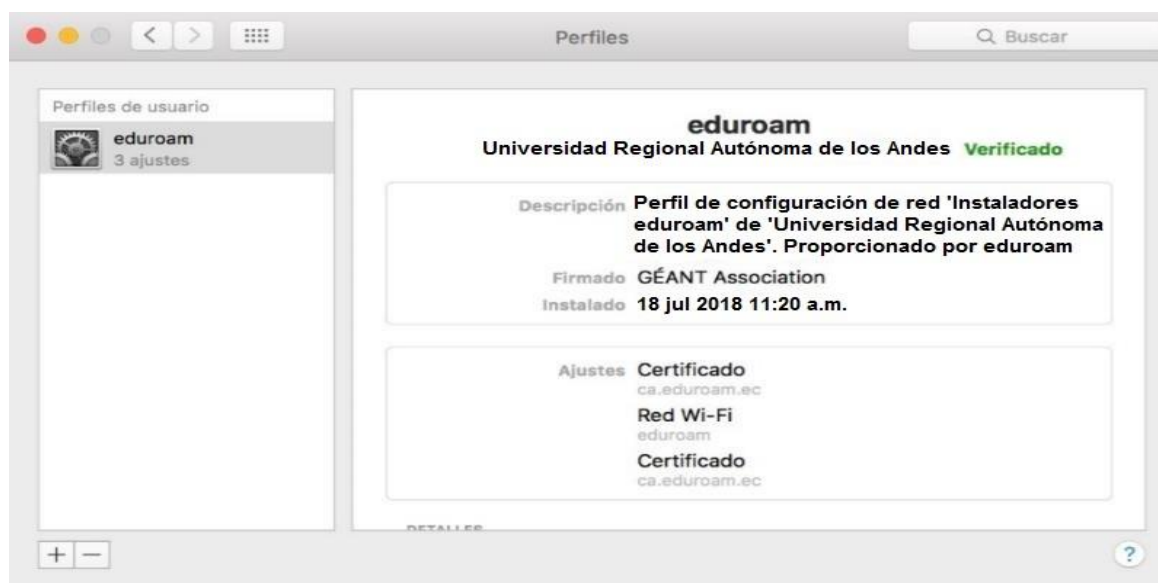 Perfiles
Buscar
Perfiles de usuario
eduroam
3 ajustes
eduroam
Universidad Regional Autónoma de los Andes Verificado
Descripción Perfil de configuración de red 'Instaladores
eduroam' de 'Universidad Regional Autónoma
de los Andes'. Proporcionado por eduroam
Firmado GÉANT Association
Instalado 18 jul 2018 11:20 a.m.
Ajustes Certificado
ca.eduroam.ec
Red Wi-Fi
eduroam
Certificado
ca.eduroam.ec
DETALLES
+ −
?